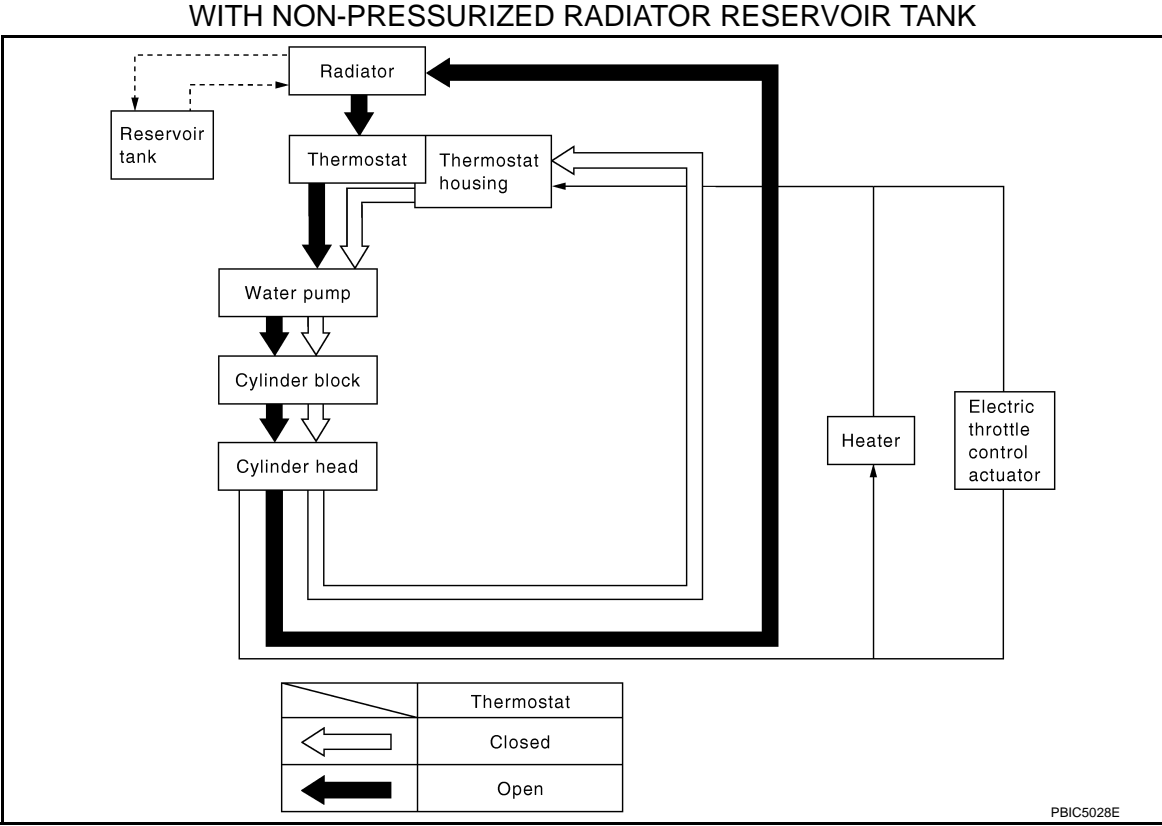 WITH NON-PRESSURIZED RADIATOR RESERVOIR TANK
Radiator
Reservoir
tank
Thermostat
Thermostat
housing
Water pump
Cylinder block
Cylinder head
Heater
Electric
throttle
control
actuator
Thermostat
Closed
Open
PBIC5028E